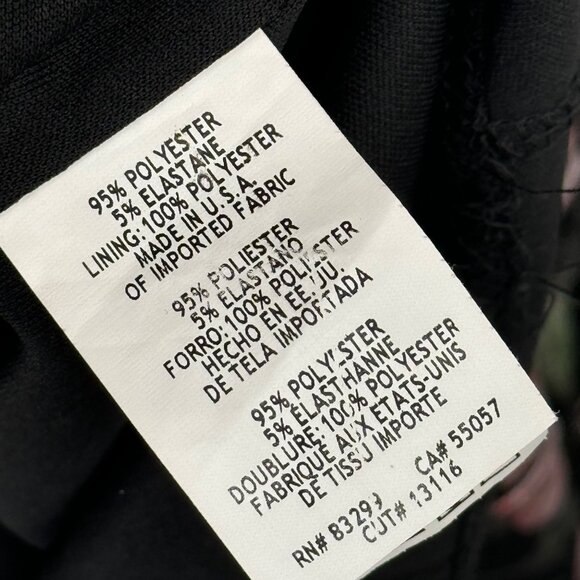 95% POLYESTER
5% ELASTANE
LINING: 100% POLYESTER
MADE IN U.S.A.
OF IMPORTED FABRIC
95% POLIESTER
5% ELASTANO
FORRO: 100% POLYESTER
HECHO EN EE.UU.
DE TELA IMPORTADA
95% POLYESTER
5% ELASTHANNE
DOUBLURE: 100% POLYESTER
FABRIQUE AUX ETATS-UNIS
DE TISSU IMPORTE
RN# CA# 55057
CUT# 13116